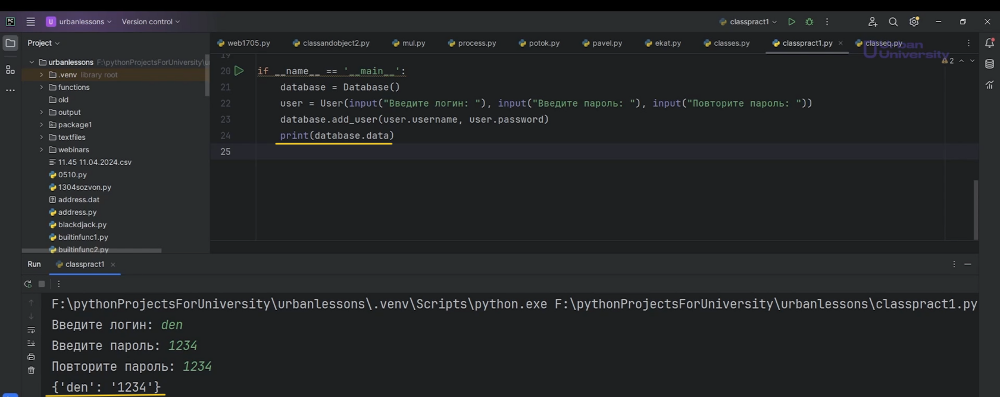 PC
U urbanlessons
Version control
classpract1
Project
web1705.py
classandobject2.py
mul.py
process.py
potok.py
pavel.py
ekat.py
classes.py
classpract1.py
classeq.py
Urban
University
2
urbanlessons F:\pythonProjectsForUniversity\u
.venv library root
functions
old
output
package1
textfiles
webinars
11.45 11.04.2024.csv
0510.py
1304sozvon.py
address.dat
address.py
blackdjack.py
builtinfunc1.py
builtinfunc2.py
19
20 if __name__ == '__main__':
21 database = Database()
22 user = User(input("Введите логин: "), input("Введите пароль: "), input("Повторите пароль: "))
23 database.add_user(user.username, user.password)
24 print(database.data)
25
Run classpract1
F:\pythonProjectsForUniversity\urbanlessons\.venv\Scripts\python.exe F:\pythonProjectsForUniversity\urbanlessons\classpract1.py
Введите логин: den
Введите пароль: 1234
Повторите пароль: 1234
{'den': '1234'}